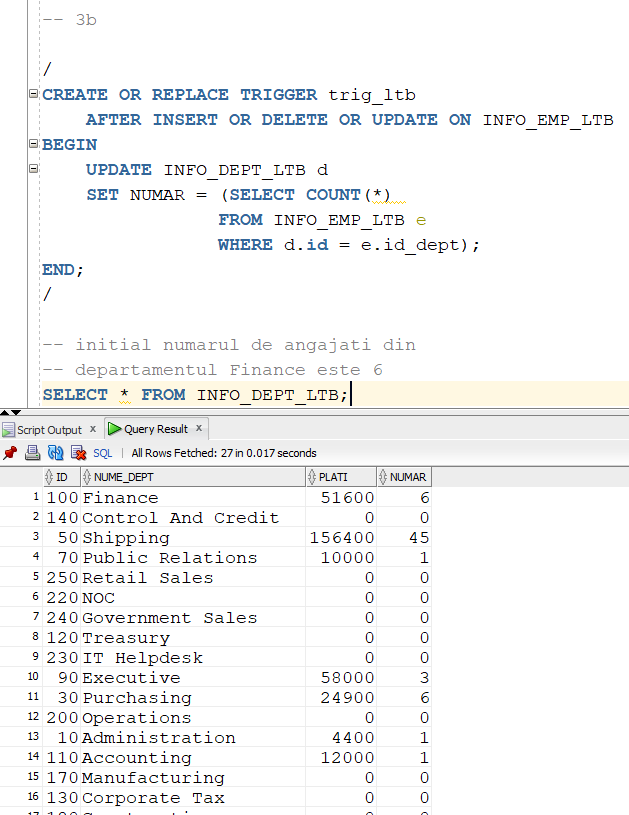 -- 3b
/
CREATE OR REPLACE TRIGGER trig_ltb
AFTER INSERT OR DELETE OR UPDATE ON INFO_EMP_LTB
BEGIN
UPDATE INFO_DEPT_LTB d
SET NUMAR = (SELECT COUNT(*)
FROM INFO_EMP_LTB e
WHERE d.id = e.id_dept);
END;
/
-- initial numarul de angajati din
-- departamentul Finance este 6
SELECT * FROM INFO_DEPT_LTB;
Script Output x Query Result x
SQL | All Rows Fetched: 27 in 0.017 seconds
ID NUME_DEPT PLATI NUMAR
1 100 Finance 51600 6
2 140 Control And Credit 0 0
3 50 Shipping 156400 45
4 70 Public Relations 10000 1
5 250 Retail Sales 0 0
6 220 NOC 0 0
7 240 Government Sales 0 0
8 120 Treasury 0 0
9 230 IT Helpdesk 0 0
10 90 Executive 58000 3
11 30 Purchasing 24900 6
12 200 Operations 0 0
13 10 Administration 4400 1
14 110 Accounting 12000 1
15 170 Manufacturing 0 0
16 130 Corporate Tax 0 0